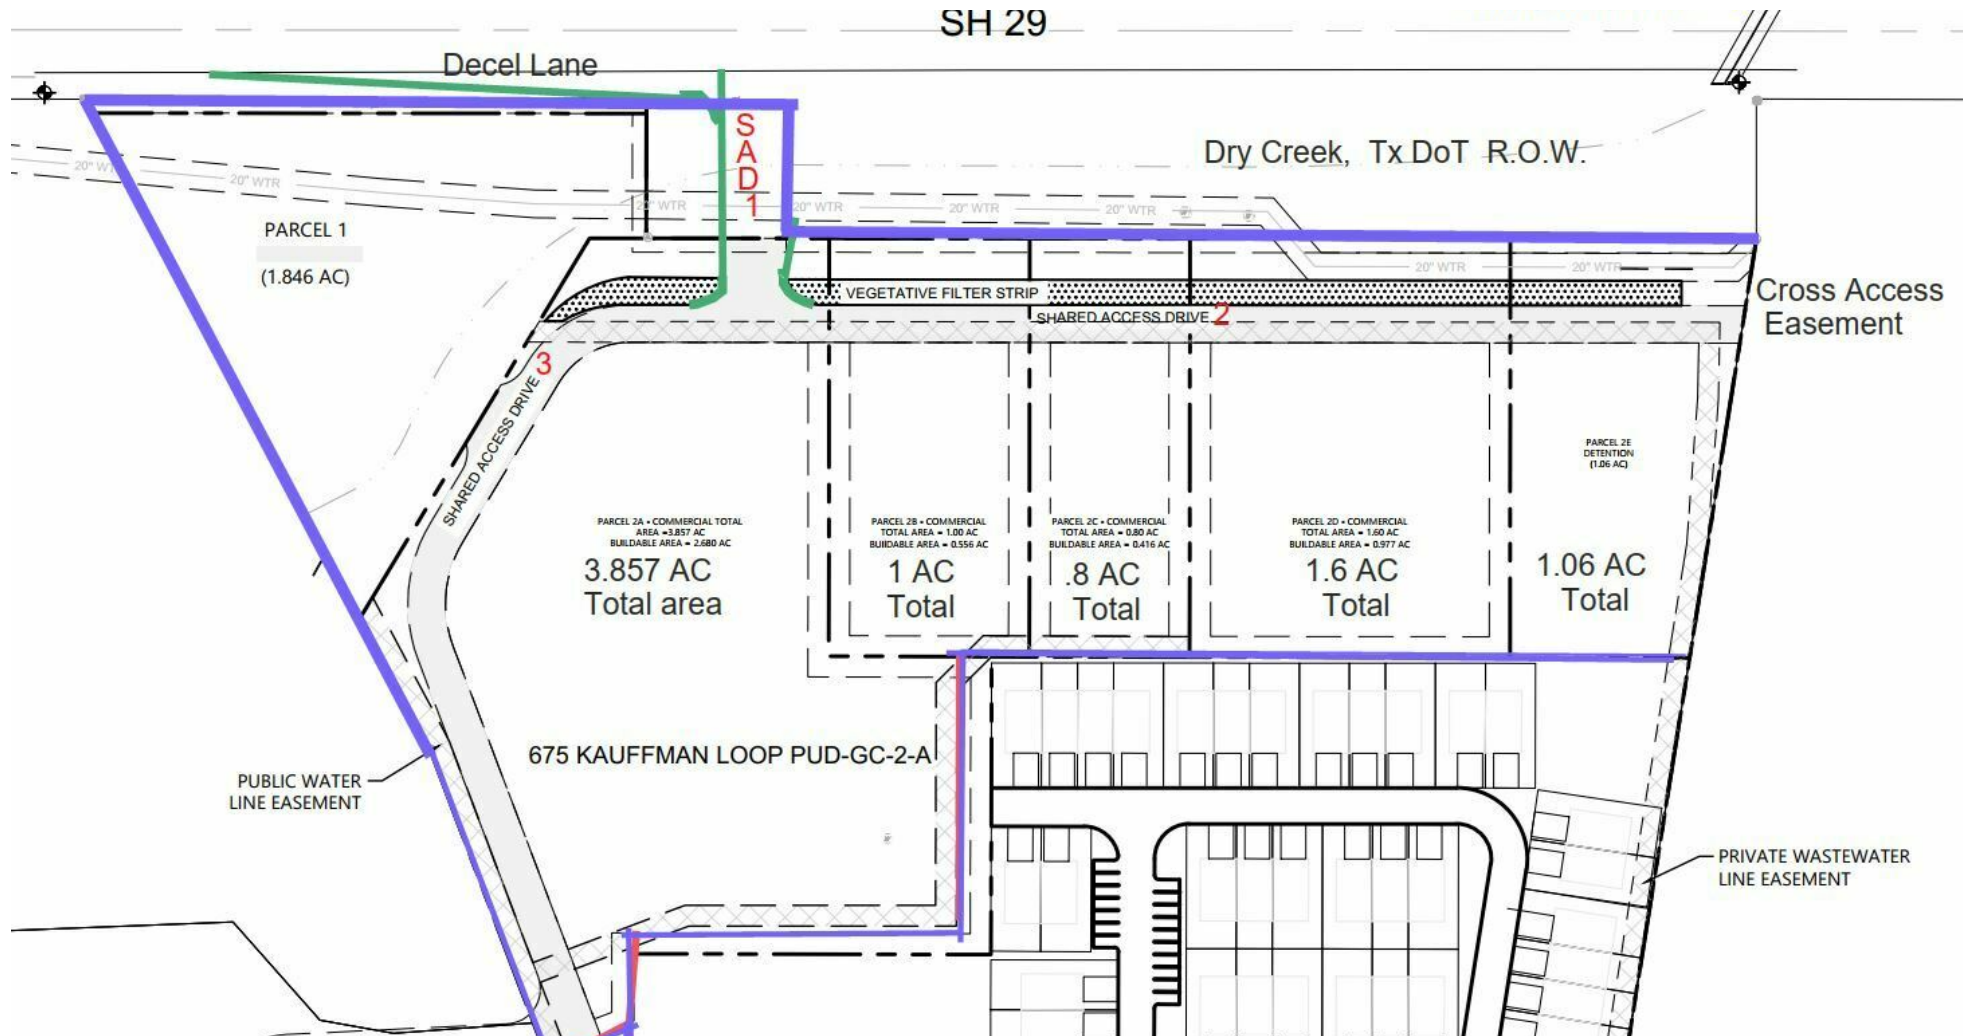 SH 29
Decel Lane
S
A
D
1
Dry Creek, Tx DoT R.O.W.
20" WTR
20" WTR
20" WTR
20" WTR
20" WTR
20" WTR
PARCEL 1
(1.846 AC)
20" WTR
20" WTR
VEGETATIVE FILTER STRIP
SHARED ACCESS DRIVE 2
Cross Access
Easement
3
SHARED ACCESS DRIVE
PARCEL 2E
DETENTION
(1.06 AC)
PARCEL 2A - COMMERCIAL TOTAL
AREA =3.857 AC
BUILDABLE AREA = 2.680 AC
3.857 AC
Total area
PARCEL 2B - COMMERCIAL
TOTAL AREA = 1.00 AC
BUILDABLE AREA = 0.556 AC
1 AC
Total
PARCEL 2C - COMMERCIAL
TOTAL AREA = 0.80 AC
BUILDABLE AREA = 0.416 AC
.8 AC
Total
PARCEL 2D - COMMERCIAL
TOTAL AREA = 1.60 AC
BUILDABLE AREA = 0.977 AC
1.6 AC
Total
1.06 AC
Total
675 KAUFFMAN LOOP PUD-GC-2-A
PUBLIC WATER
LINE EASEMENT
PRIVATE WASTEWATER
LINE EASEMENT